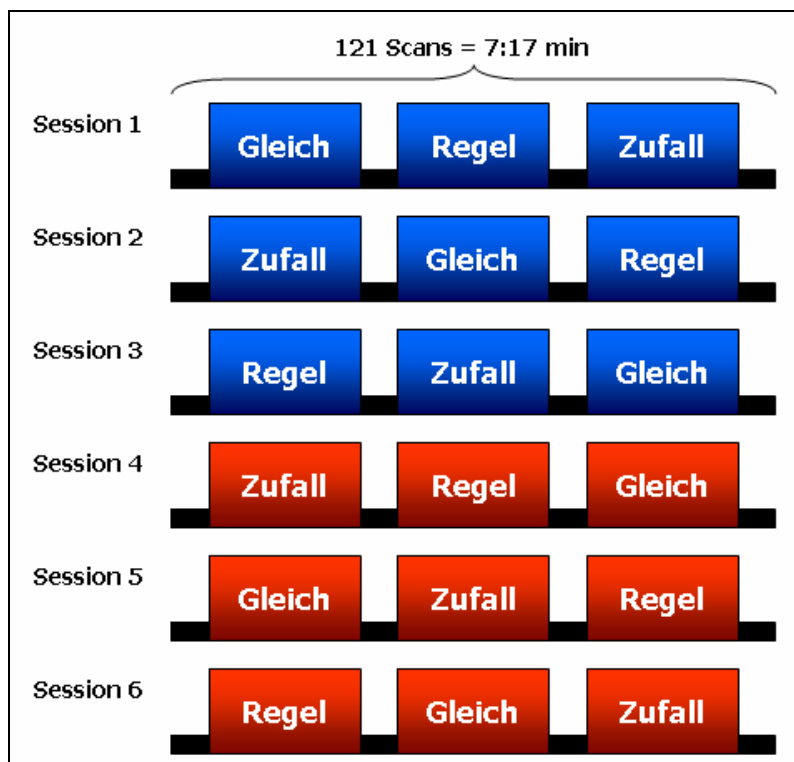 121 Scans = 7:17 min
Session 1 Gleich Regel Zufall
Session 2 Zufall Gleich Regel
Session 3 Regel Zufall Gleich
Session 4 Zufall Regel Gleich
Session 5 Gleich Zufall Regel
Session 6 Regel Gleich Zufall